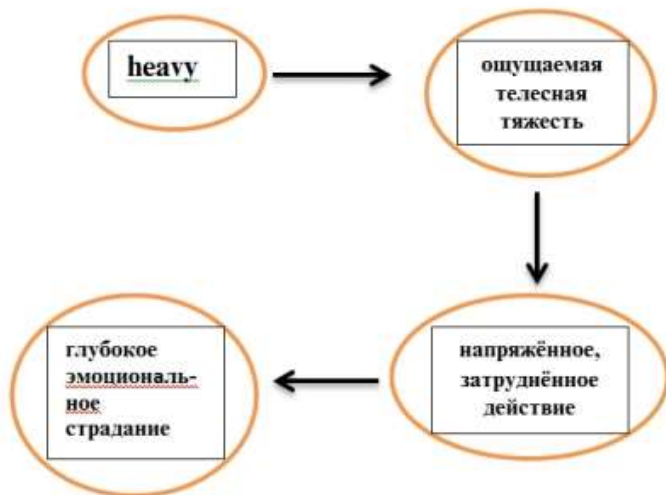 heavy
ощущаемая
телесная
тяжесть
напряжённое,
затруднённое
действие
глубокое
эмоциональ-
ное
страдание